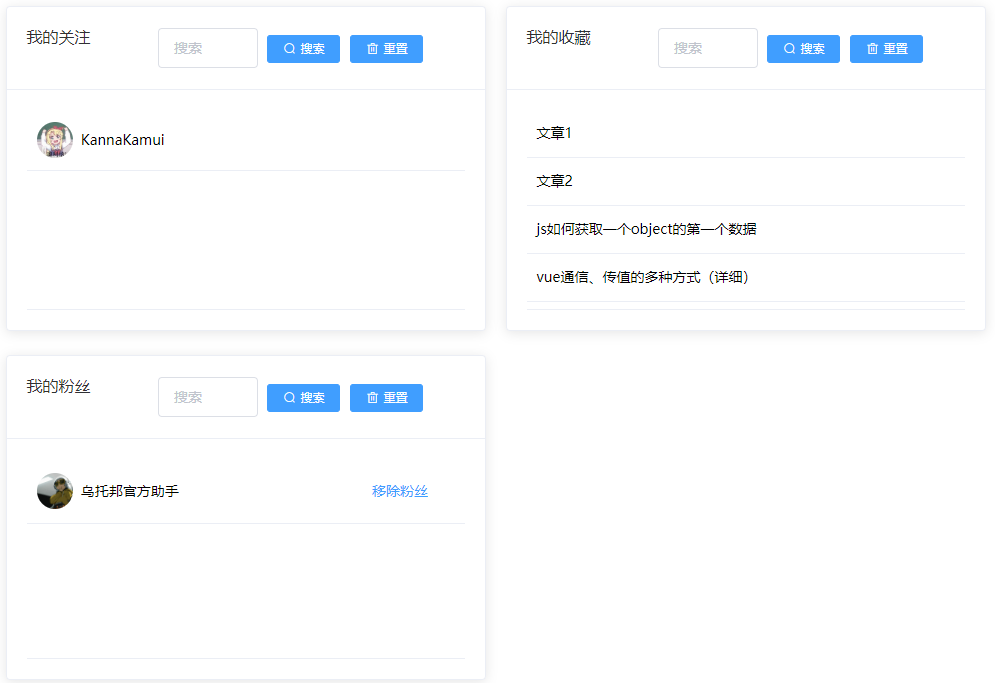 我的关注
搜索
搜索
重置
KannaKamui
我的收藏
搜索
搜索
重置
文章1
文章2
js如何获取一个object的第一个数据
vue通信、传值的多种方式（详细）
我的粉丝
搜索
搜索
重置
乌托邦官方助手
移除粉丝